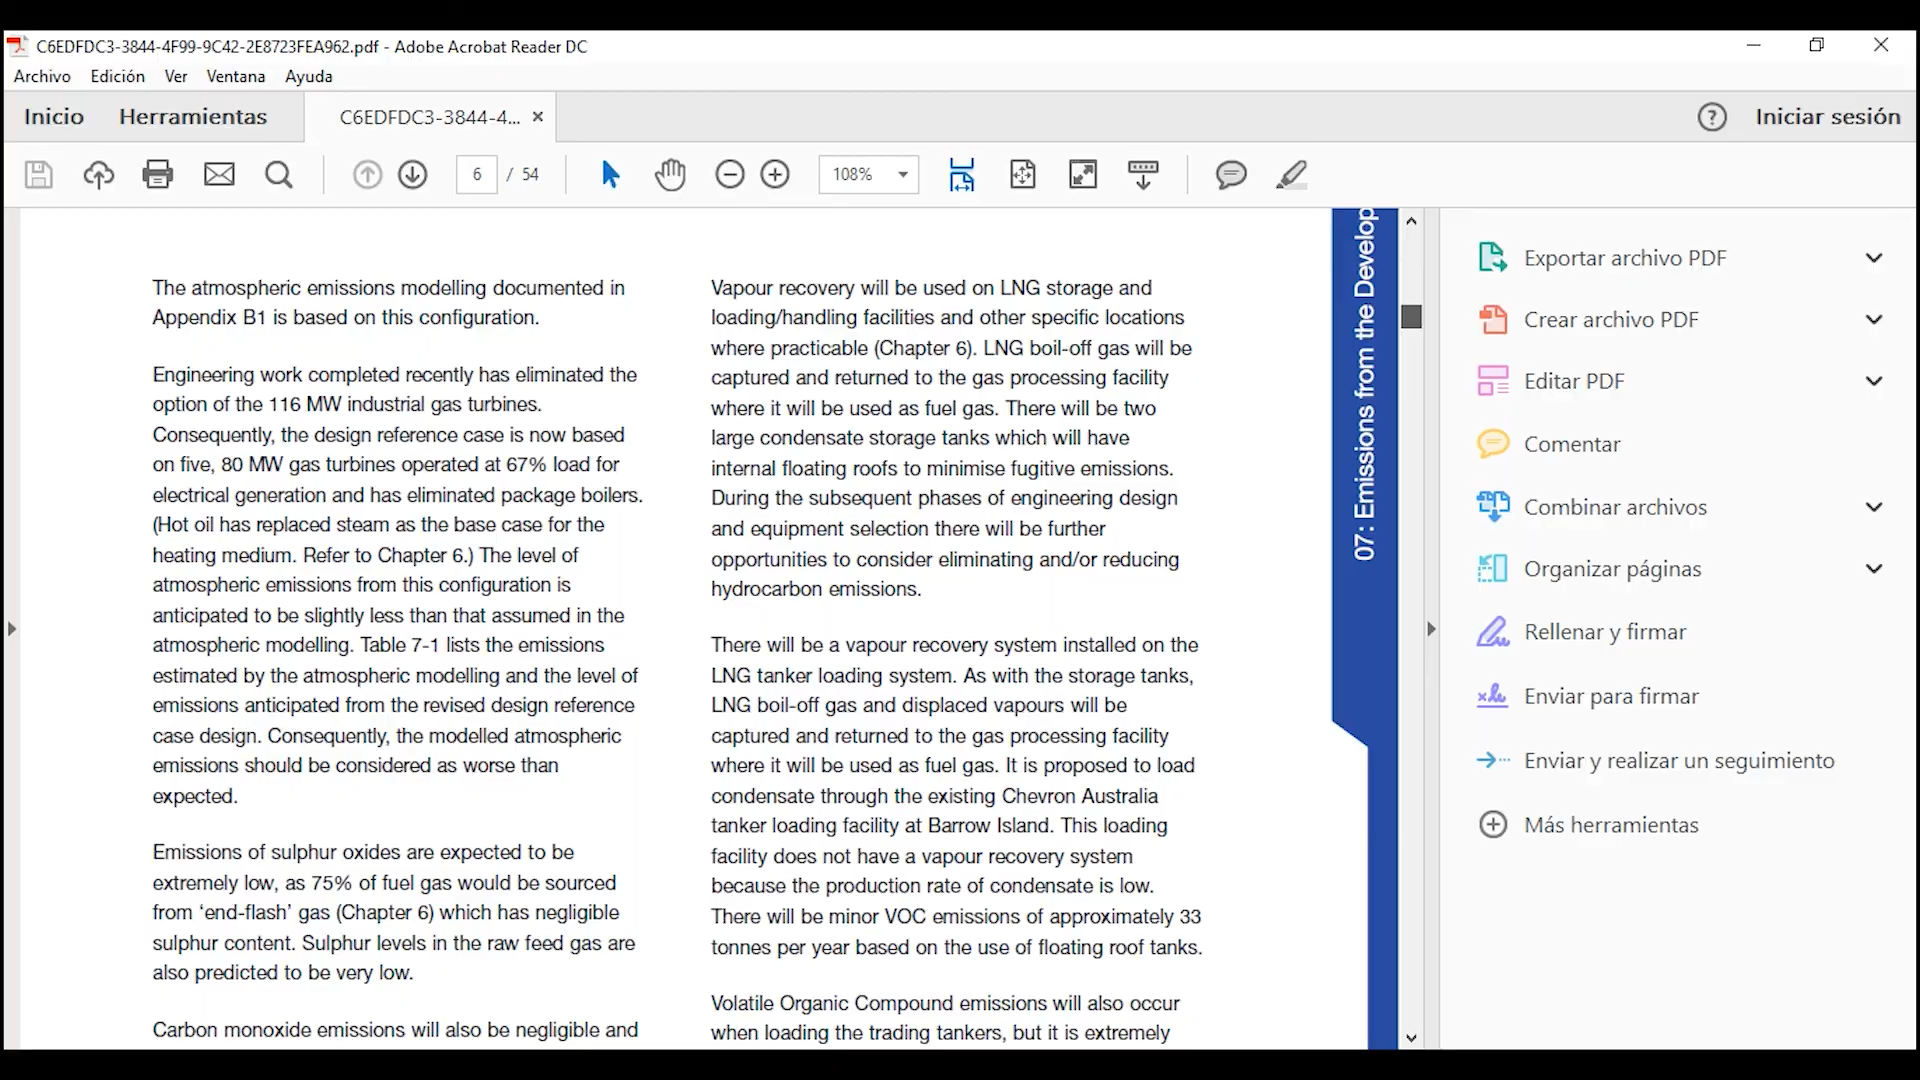 C6EDFDC3-3844-4F99-9C42-2E8723FEA962.pdf - Adobe Acrobat Reader DC
Archivo Edición Ver Ventana Ayuda
Inicio Herramientas C6EDFDC3-3844-4... Iniciar sesión
6 / 54 108%
The atmospheric emissions modelling documented in
Appendix B1 is based on this configuration.
Engineering work completed recently has eliminated the
option of the 116 MW industrial gas turbines.
Consequently, the design reference case is now based
on five, 80 MW gas turbines operated at 67% load for
electrical generation and has eliminated package boilers.
(Hot oil has replaced steam as the base case for the
heating medium. Refer to Chapter 6.) The level of
atmospheric emissions from this configuration is
anticipated to be slightly less than that assumed in the
atmospheric modelling. Table 7-1 lists the emissions
estimated by the atmospheric modelling and the level of
emissions anticipated from the revised design reference
case design. Consequently, the modelled atmospheric
emissions should be considered as worse than
expected.
Emissions of sulphur oxides are expected to be
extremely low, as 75% of fuel gas would be sourced
from ‘end-flash’ gas (Chapter 6) which has negligible
sulphur content. Sulphur levels in the raw feed gas are
also predicted to be very low.
Carbon monoxide emissions will also be negligible and
Vapour recovery will be used on LNG storage and
loading/handling facilities and other specific locations
where practicable (Chapter 6). LNG boil-off gas will be
captured and returned to the gas processing facility
where it will be used as fuel gas. There will be two
large condensate storage tanks which will have
internal floating roofs to minimise fugitive emissions.
During the subsequent phases of engineering design
and equipment selection there will be further
opportunities to consider eliminating and/or reducing
hydrocarbon emissions.
There will be a vapour recovery system installed on the
LNG tanker loading system. As with the storage tanks,
LNG boil-off gas and displaced vapours will be
captured and returned to the gas processing facility
where it will be used as fuel gas. It is proposed to load
condensate through the existing Chevron Australia
tanker loading facility at Barrow Island. This loading
facility does not have a vapour recovery system
because the production rate of condensate is low.
There will be minor VOC emissions of approximately 33
tonnes per year based on the use of floating roof tanks.
Volatile Organic Compound emissions will also occur
when loading the trading tankers, but it is extremely
07: Emissions from the Develop
Exportar archivo PDF
Crear archivo PDF
Editar PDF
Comentar
Combinar archivos
Organizar páginas
Rellenar y firmar
Enviar para firmar
Enviar y realizar un seguimiento
Más herramientas